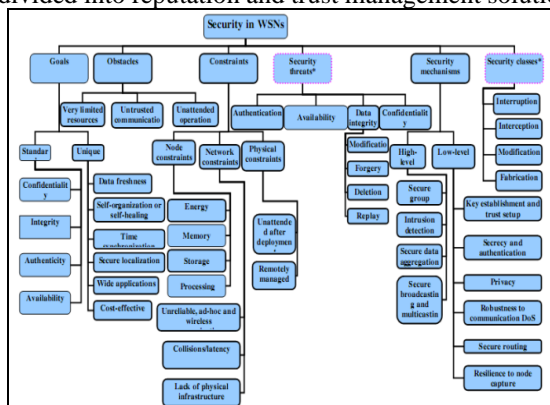 divided into reputation and trust management solutio
Security in WSNs
Goals
Obstacles
Constraints
Security
threats*
Security
mechanisms
Security classes*
Very limited
resources
Untrusted
communicatio
Unattended
operation
Authentication
Availability
Data
integrity
Confidentialit
y
Interruption
Interception
Modification
Fabrication
Standar
Unique
Node
constraints
Network
constraints
Physical
constraints
Modificatio
Forgery
Deletion
Replay
High-
level
Low-level
Confidentialit
y
Integrity
Authenticity
Availability
Data freshness
Self-organization or
self-healing
Time
synchronization
Secure localization
Wide applications
Cost-effective
Energy
Memory
Storage
Processing
Unreliable, ad-hoc and
wireless
Collisions/latency
Lack of physical
infrastructure
Unattend
ed after
deploymen
Remotely
managed
Secure
group
Intrusion
detection
Secure data
aggregation
Secure
broadcastin
g and
multicastin
Key establishment and
trust setup
Secrecy and
authentication
Privacy
Robustness to
communication DoS
Secure routing
Resilience to node
capture